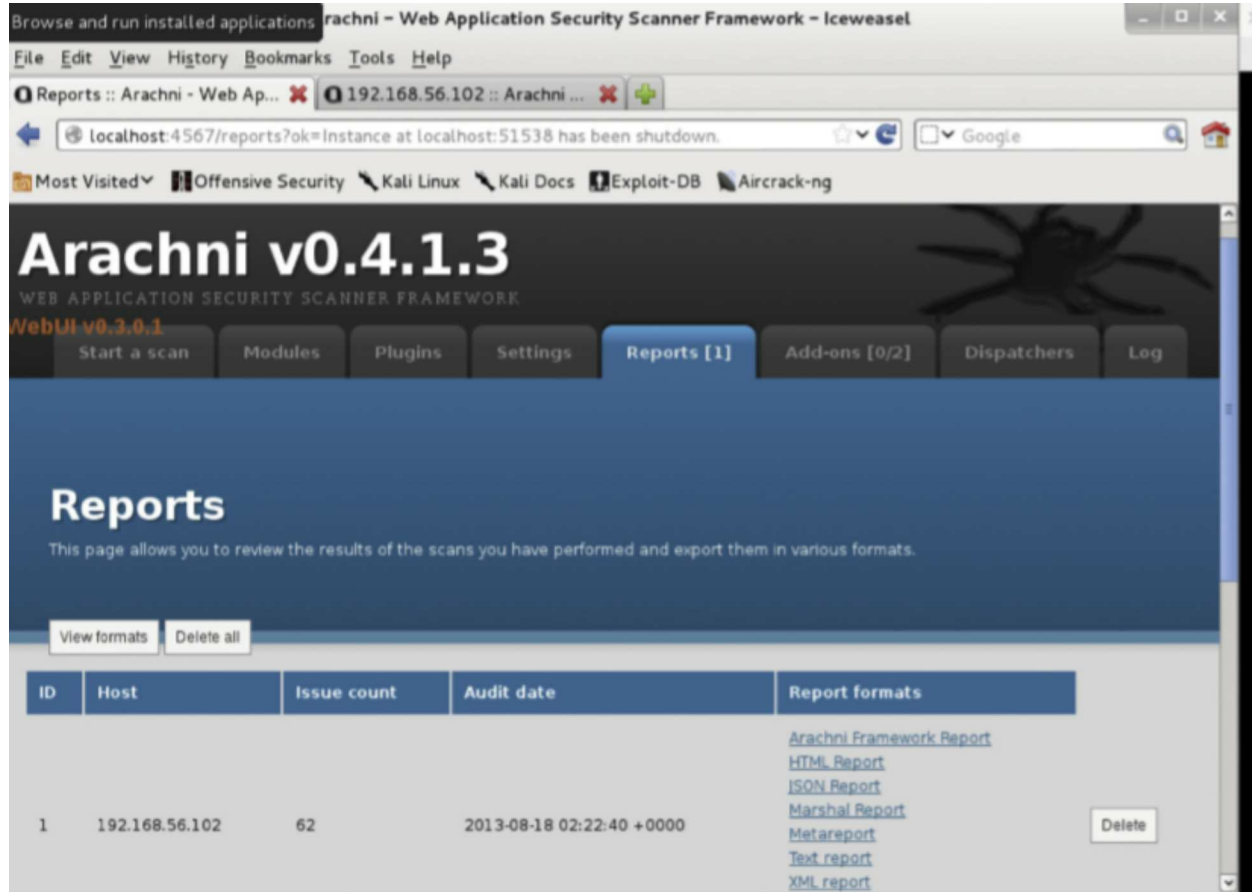 Browse and run installed applications
rachni – Web Application Security Scanner Framework – Iceweasel
File Edit View History Bookmarks Tools Help
Reports :: Arachni - Web Ap... 192.168.56.102 :: Arachni ...
localhost:4567/reports?ok=Instance at localhost:51538 has been shutdown. Google
Most Visited Offensive Security Kali Linux Kali Docs Exploit-DB Aircrack-ng
Arachni v0.4.1.3
WEB APPLICATION SECURITY SCANNER FRAMEWORK
WebUI v0.3.0.1
Start a scan Modules Plugins Settings Reports [1] Add-ons [0/2] Dispatchers Log
Reports
This page allows you to review the results of the scans you have performed and export them in various formats.
View formats Delete all
ID Host Issue count Audit date Report formats
Arachni Framework Report
HTML Report
JSON Report
Marshal Report
1 192.168.56.102 62 2013-08-18 02:22:40 +0000 Metareport Delete
Text report
XML report